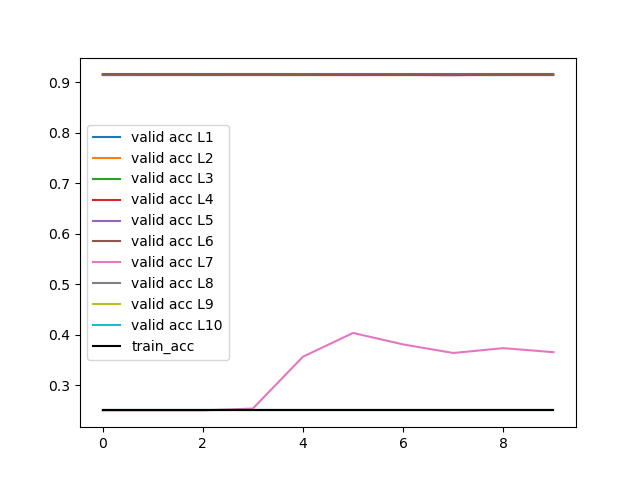 0.9
0.8
0.7
0.6
0.5
0.4
0.3
valid acc L1
valid acc L2
valid acc L3
valid acc L4
valid acc L5
valid acc L6
valid acc L7
valid acc L8
valid acc L9
valid acc L10
train_acc
0 2 4 6 8